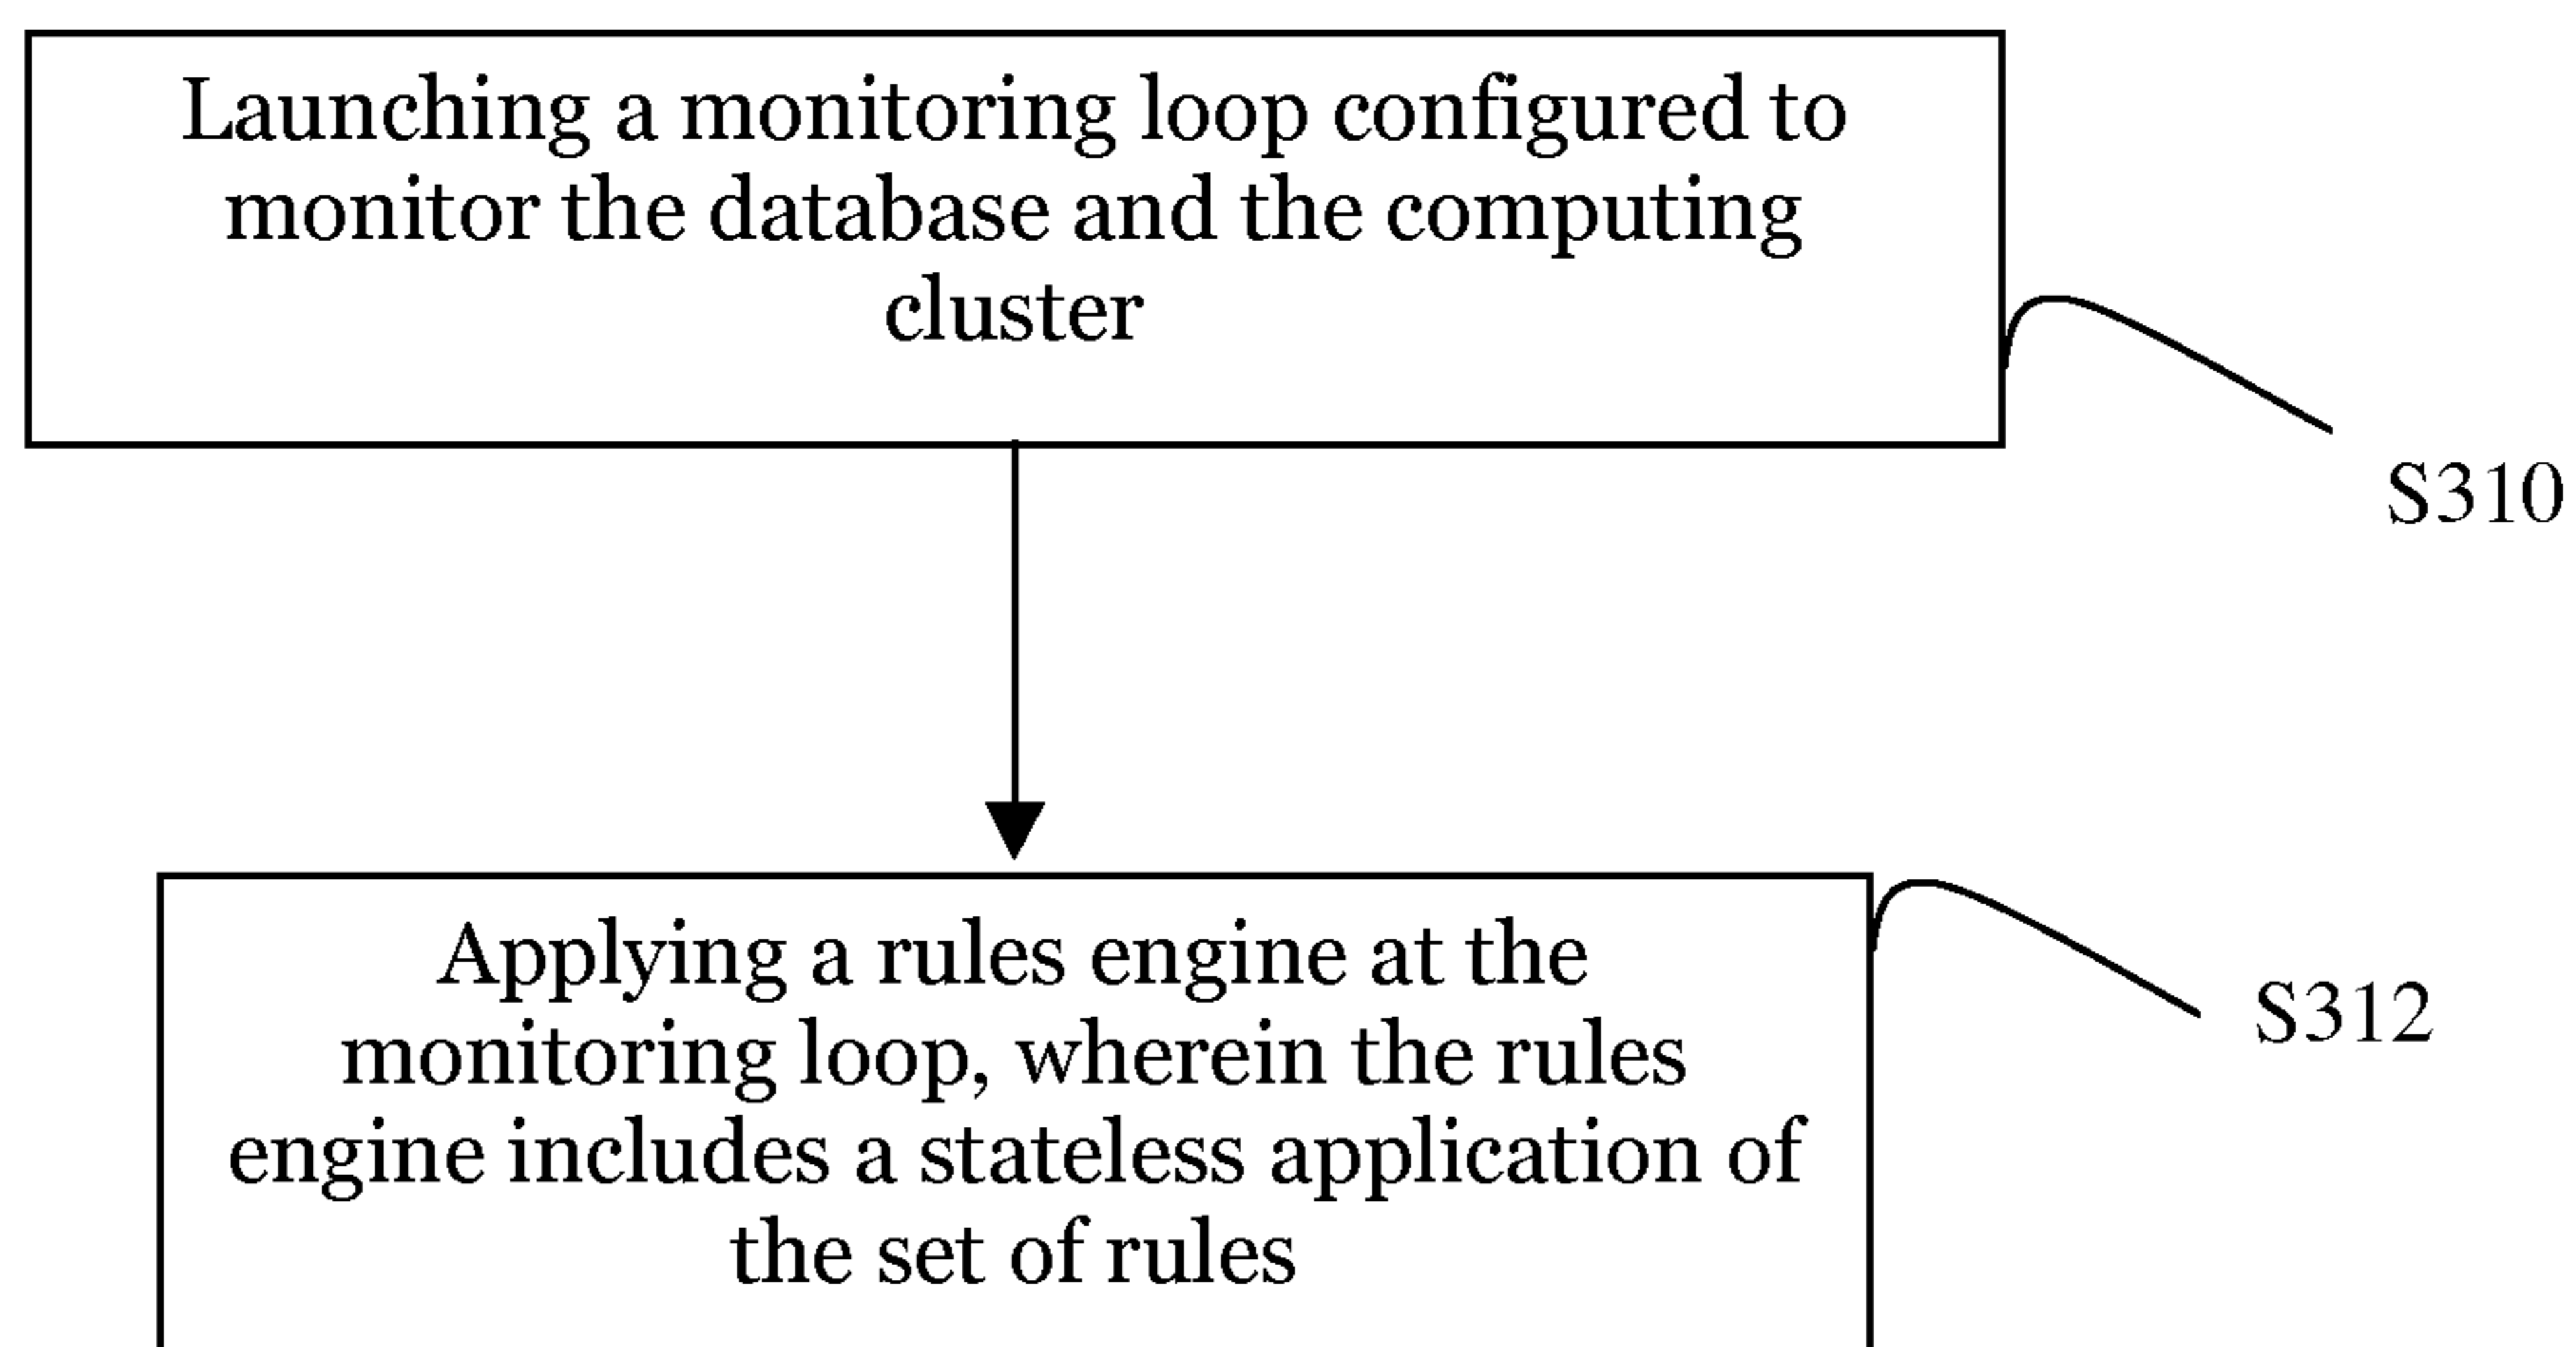 Launching a monitoring loop configured to
monitor the database and the computing
cluster
S310
Applying a rules engine at the
monitoring loop, wherein the rules
engine includes a stateless application of
the set of rules
S312